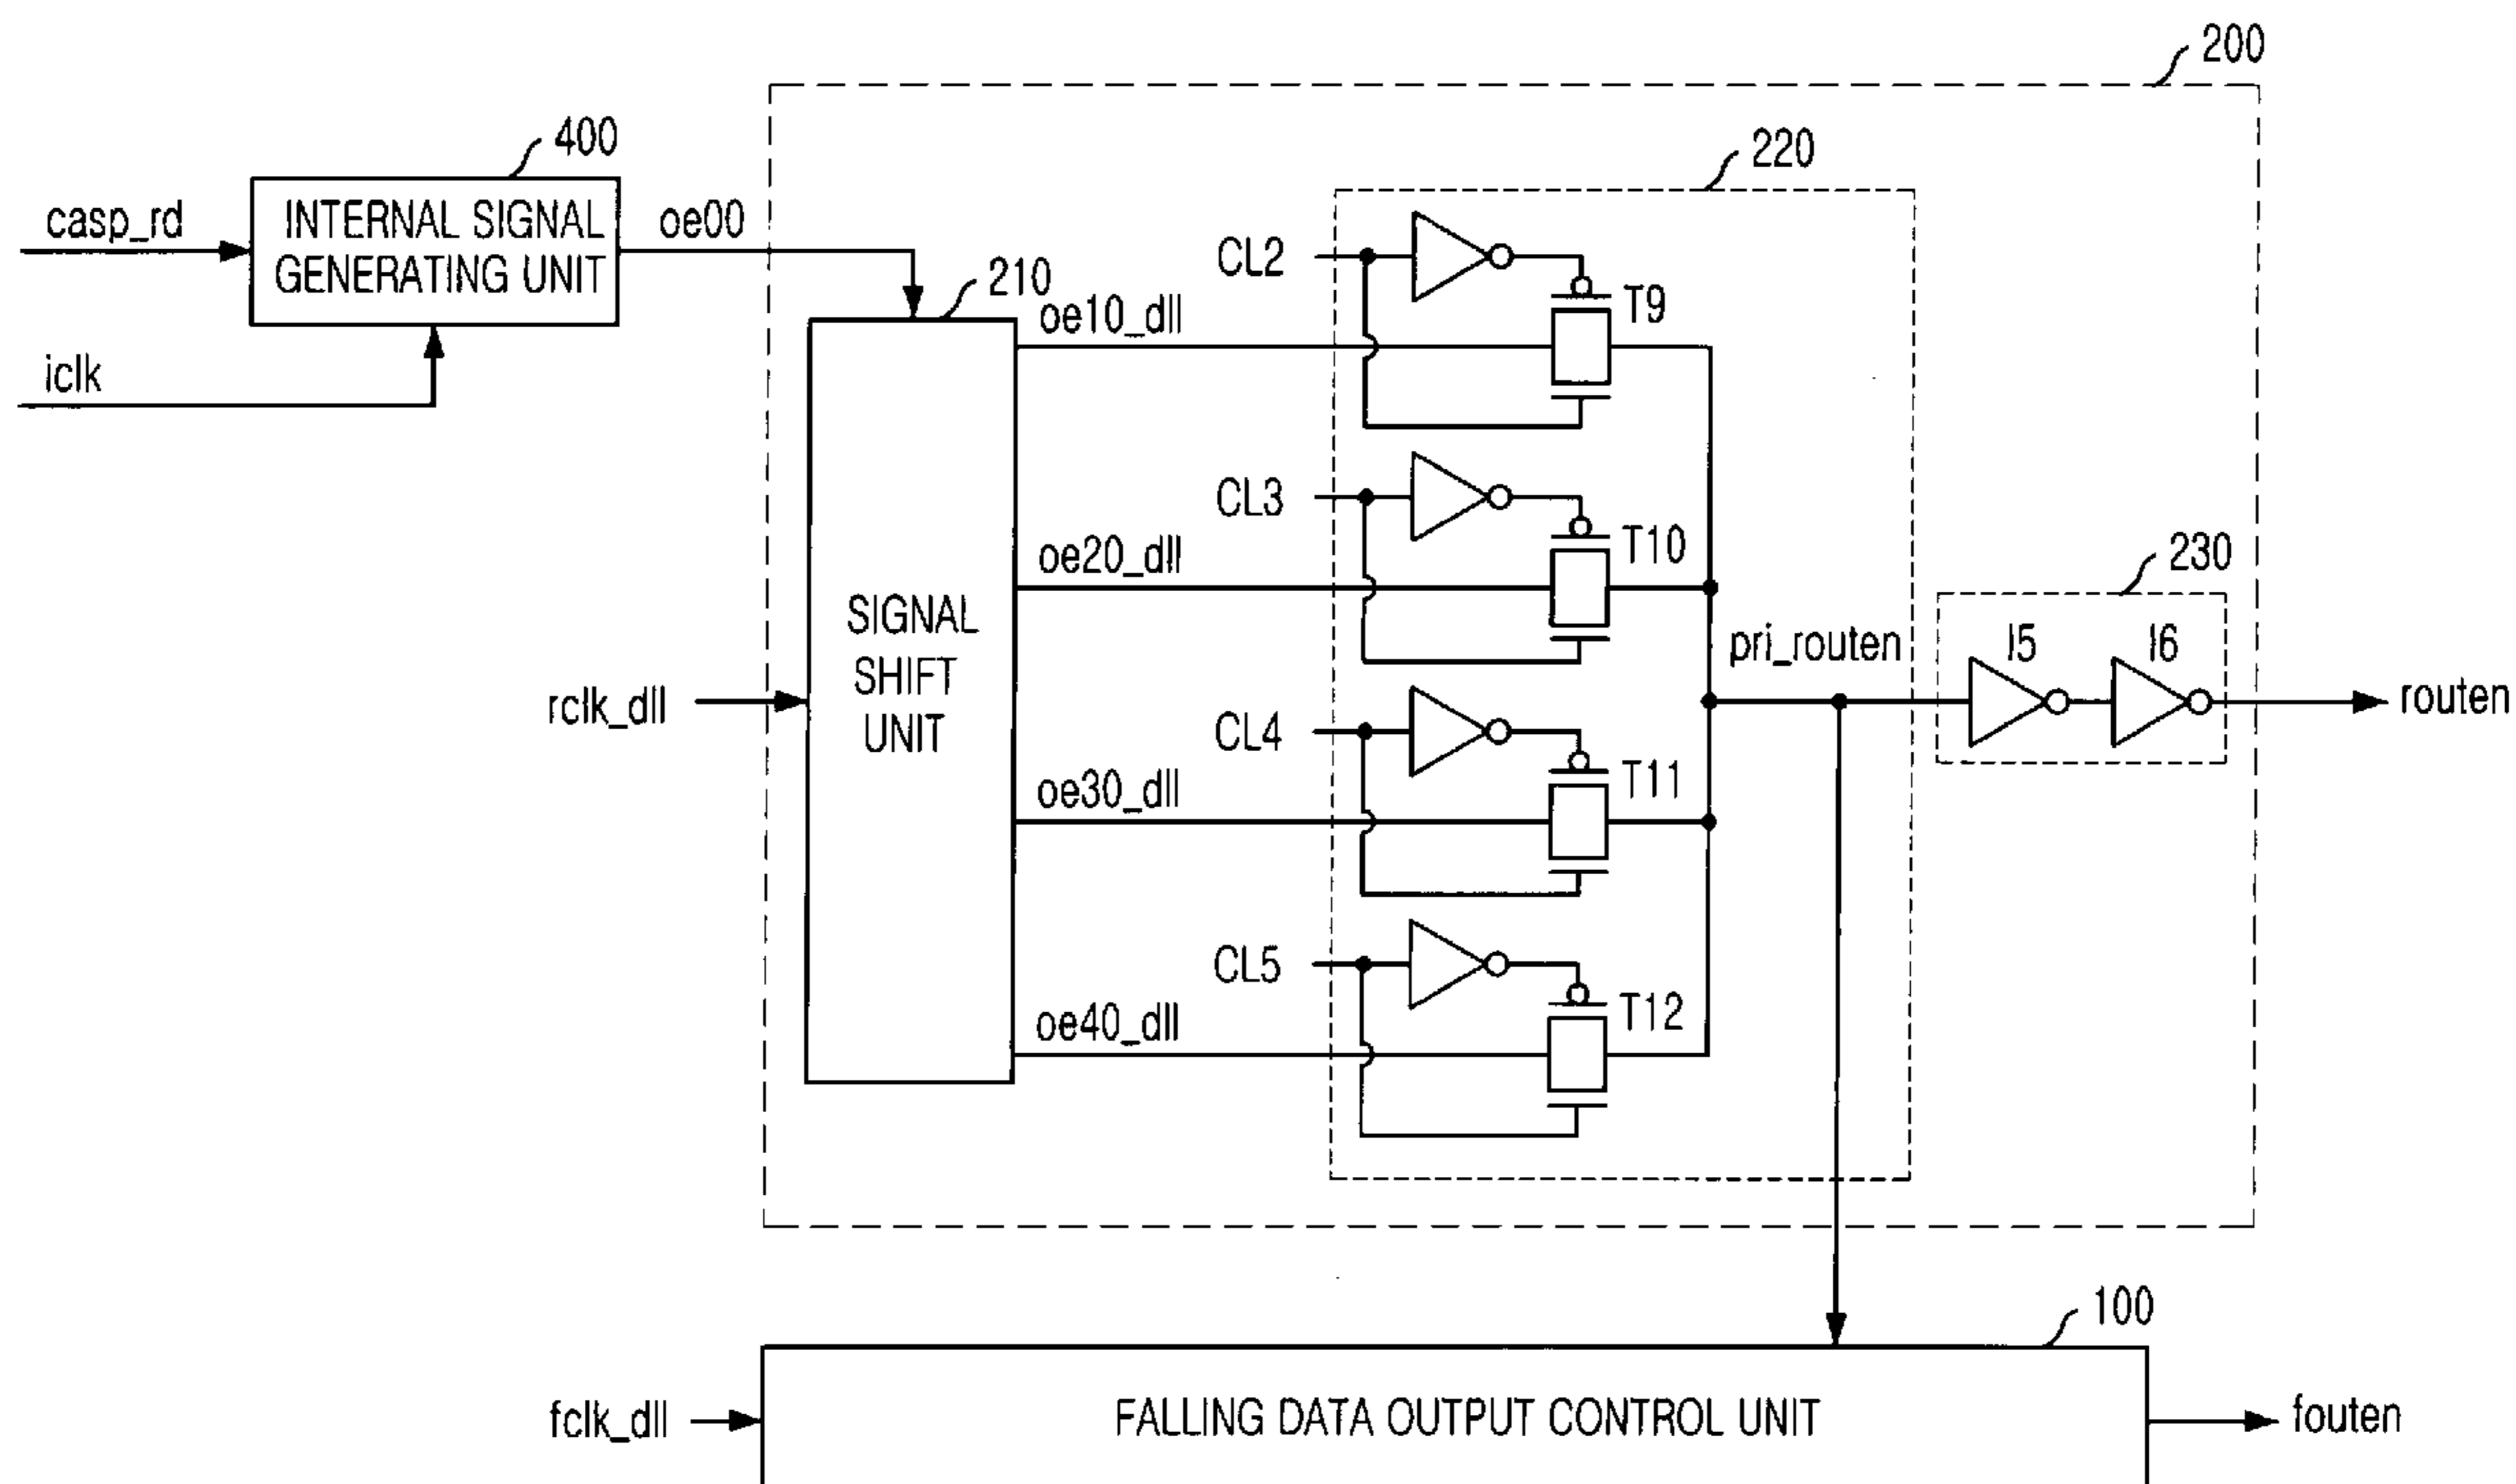 200
400
220
casp_rd
INTERNAL SIGNAL
GENERATING UNIT
oe00
iclk
210
CL2
oe10_dll
T9
CL3
oe20_dll
T10
230
SIGNAL
SHIFT
UNIT
pri_routen
I5
I6
rclk_dll
routen
CL4
oe30_dll
T11
CL5
oe40_dll
T12
100
fclk_dll
FALLING DATA OUTPUT CONTROL UNIT
fouten